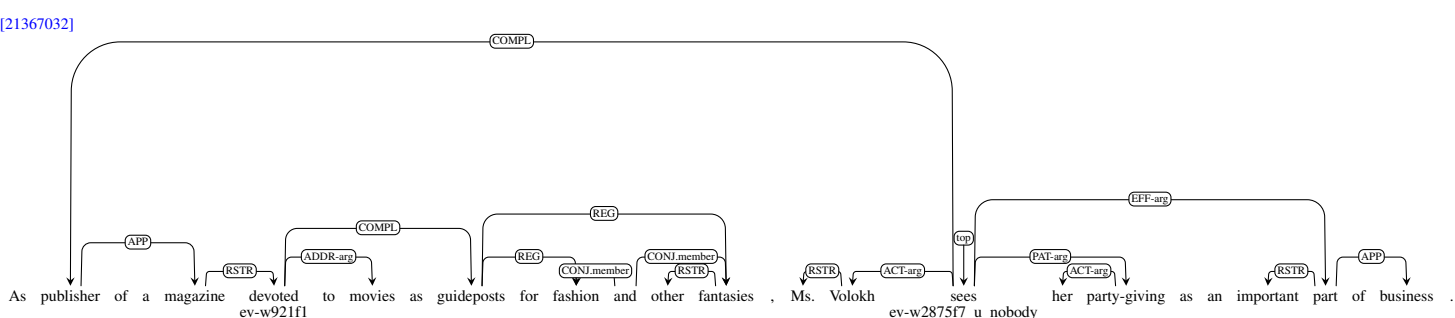 [21367032]
COMPL
EFF-arg
REG
COMPL
top
APP
ADDR-arg
REG
CONJ.member
PAT-arg
APP
RSTR
CONJ.member
RSTR
RSTR
ACT-arg
ACT-arg
RSTR
As publisher of a magazine devoted to movies as guideposts for fashion and other fantasies , Ms. Volokh sees her party-giving as an important part of business .
ev-w921f1 ev-w2875f7_u_nobody